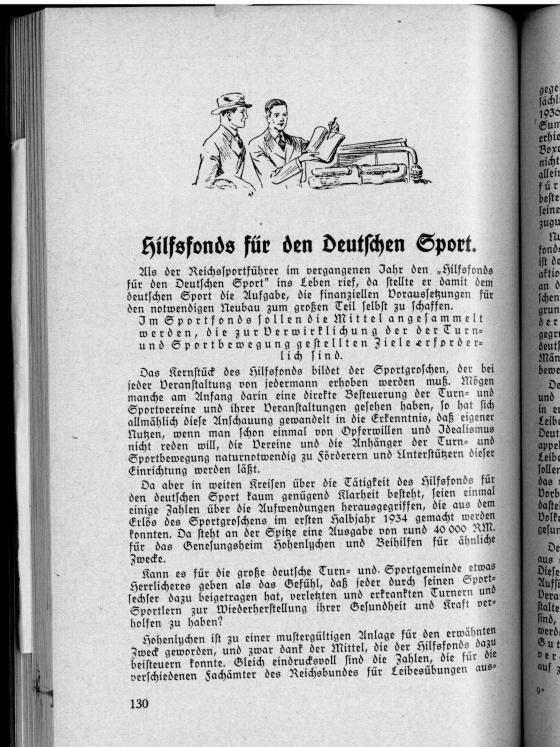 Hilfsfonds für den Deutschen Sport.
Als der Reichssportführer im vergangenen Jahr den „Hilfsfonds
für den Deutschen Sport" ins Leben rief, da stellte er damit dem
deutschen Sport die Aufgabe, die finanziellen Voraussetzungen für
den notwendigen Neubau zum großen Teil selbst zu schaffen.
Im Sportfonds sollen die Mittel angesammelt
werden, die zur Verwirklichung der der Turn-
und Sportbewegung gestellten Ziele erforder-
lich sind.
Das Kernstück des Hilfsfonds bildet der Sportgroschen, der bei
jeder Veranstaltung von jedermann erhoben werden muß. Mögen
manche am Anfang darin eine direkte Besteuerung der Turn- und
Sportvereine und ihrer Veranstaltungen gesehen haben, so hat sich
allmählich diese Anschauung gewandelt in die Erkenntnis, daß eigener
Nutzen, wenn man schon einmal von Opferwillen und Idealismus
nicht reden will, die Vereine und die Anhänger der Turn- und
Sportbewegung naturnotwendig zu Förderern und Unterstützern dieser
Einrichtung werden läßt.
Da aber in weiten Kreisen über die Tätigkeit des Hilfsfonds für
den deutschen Sport kaum genügend Klarheit besteht, seien einmal
einige Zahlen über die Aufwendungen herausgegriffen, die aus dem
Erlös des Sportgroschens im ersten Halbjahr 1934 gemacht werden
konnten. Da steht an der Spitze eine Ausgabe von rund 40 000 RM.
für das Genesungsheim Hohenlychen und Beihilfen für ähnliche
Zwecke.
Kann es für die große deutsche Turn- und Sportgemeinde etwas
Herrlicheres geben als das Gefühl, daß jeder durch seinen Sport-
sechser dazu beigetragen hat, verletzten und erkrankten Turnern und
Sportlern zur Wiederherstellung ihrer Gesundheit und Kraft ver-
holfen zu haben?
Hohenlychen ist zu einer mustergültigen Anlage für den erwähnten
Zweck geworden, und zwar dank der Mittel, die der Hilfsfonds dazu
beisteuern konnte. Gleich eindrucksvoll sind die Zahlen, die für die
verschiedenen Fachämter des Reichsbundes für Leibesübungen aus-
130